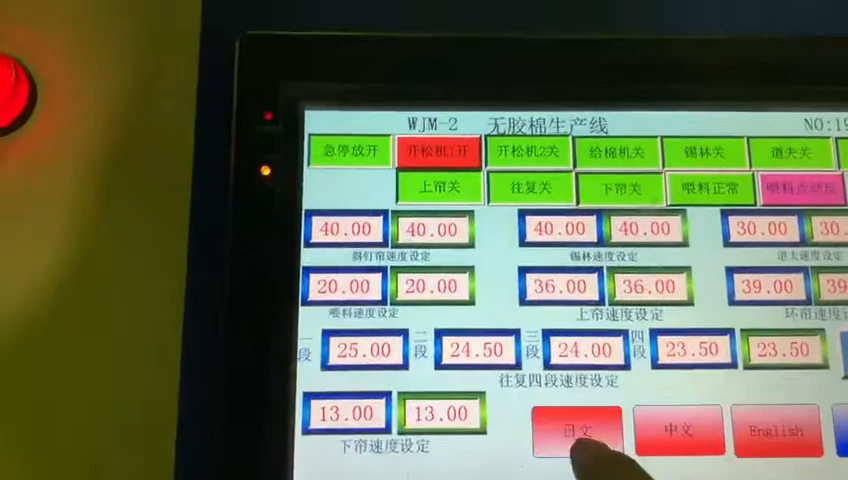 WJM-2 无胶棉生产线 NO:19
急停放开 开松机1开 开松机2关 给棉机关 锡林关 道夫关
上帘关 往复关 下帘关 喂料正常 喂料点动反
40.00 40.00 40.00 40.00 30.00 30.
斜钉帘速度设定 锡林速度设定 道夫速度设定
20.00 20.00 36.00 36.00 39.00 39
喂料速度设定 上帘速度设定 环帘速度设
一段 25.00 二段 24.50 三段 24.00 四段 23.50 23.50
往复四段速度设定
13.00 13.00
下帘速度设定
日文 中文 English